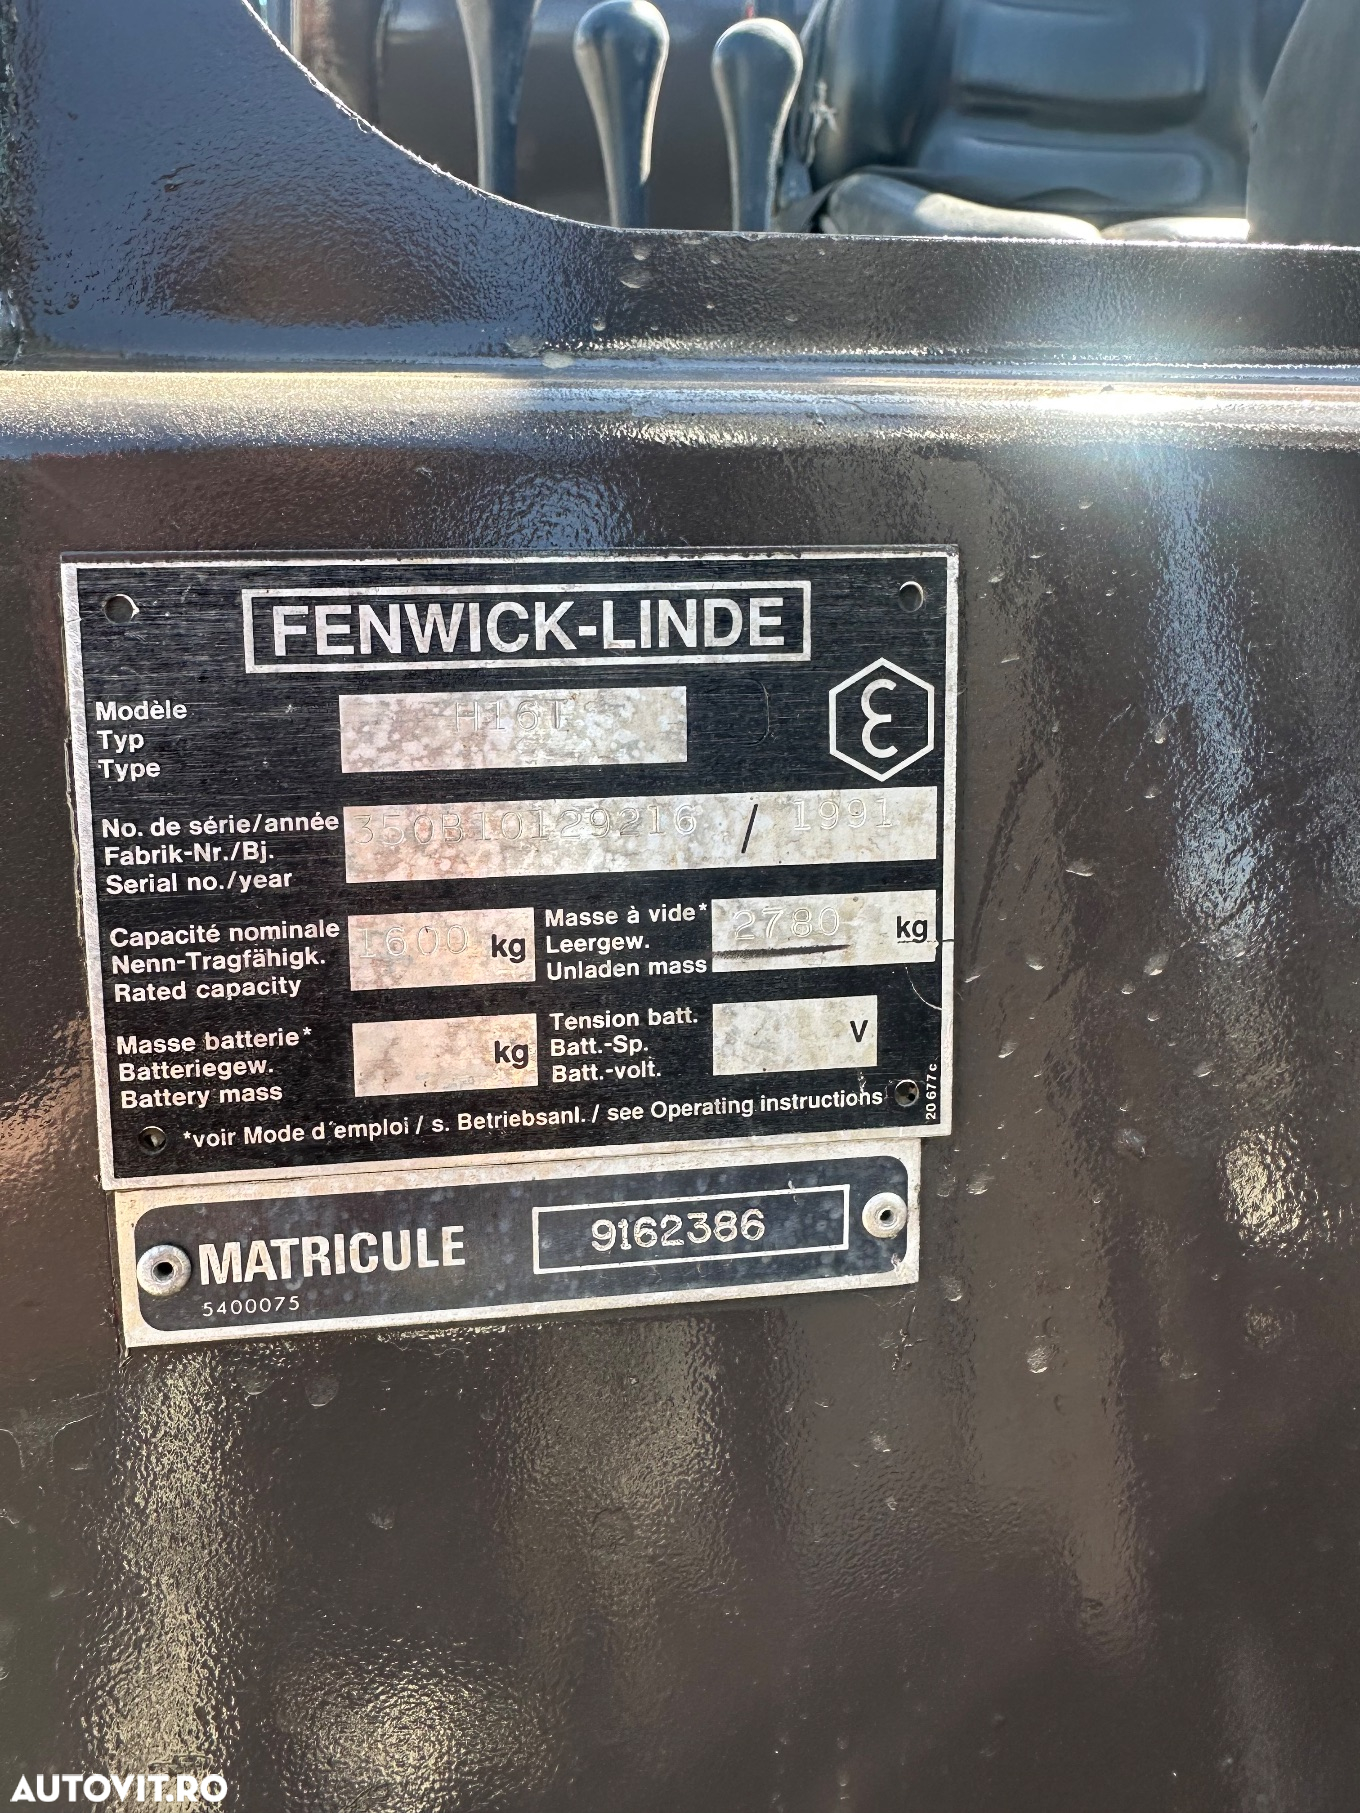 FENWICK-LINDE
Modèle
Typ
Type
H16T
No. de série/année
Fabrik-Nr./Bj.
Serial no./year
350B10129216 / 1991
Capacité nominale
Nenn-Tragfähigk.
Rated capacity
1600 kg
Masse à vide*
Leergew.
Unladen mass
2780 kg
Masse batterie*
Batteriegew.
Battery mass
kg
Tension batt.
Batt.-Sp.
Batt.-volt.
V
*voir Mode d'emploi / s. Betriebsanl. / see Operating instructions
20 677c
MATRICULE 9162386
5400075
AUTOVIT.RO